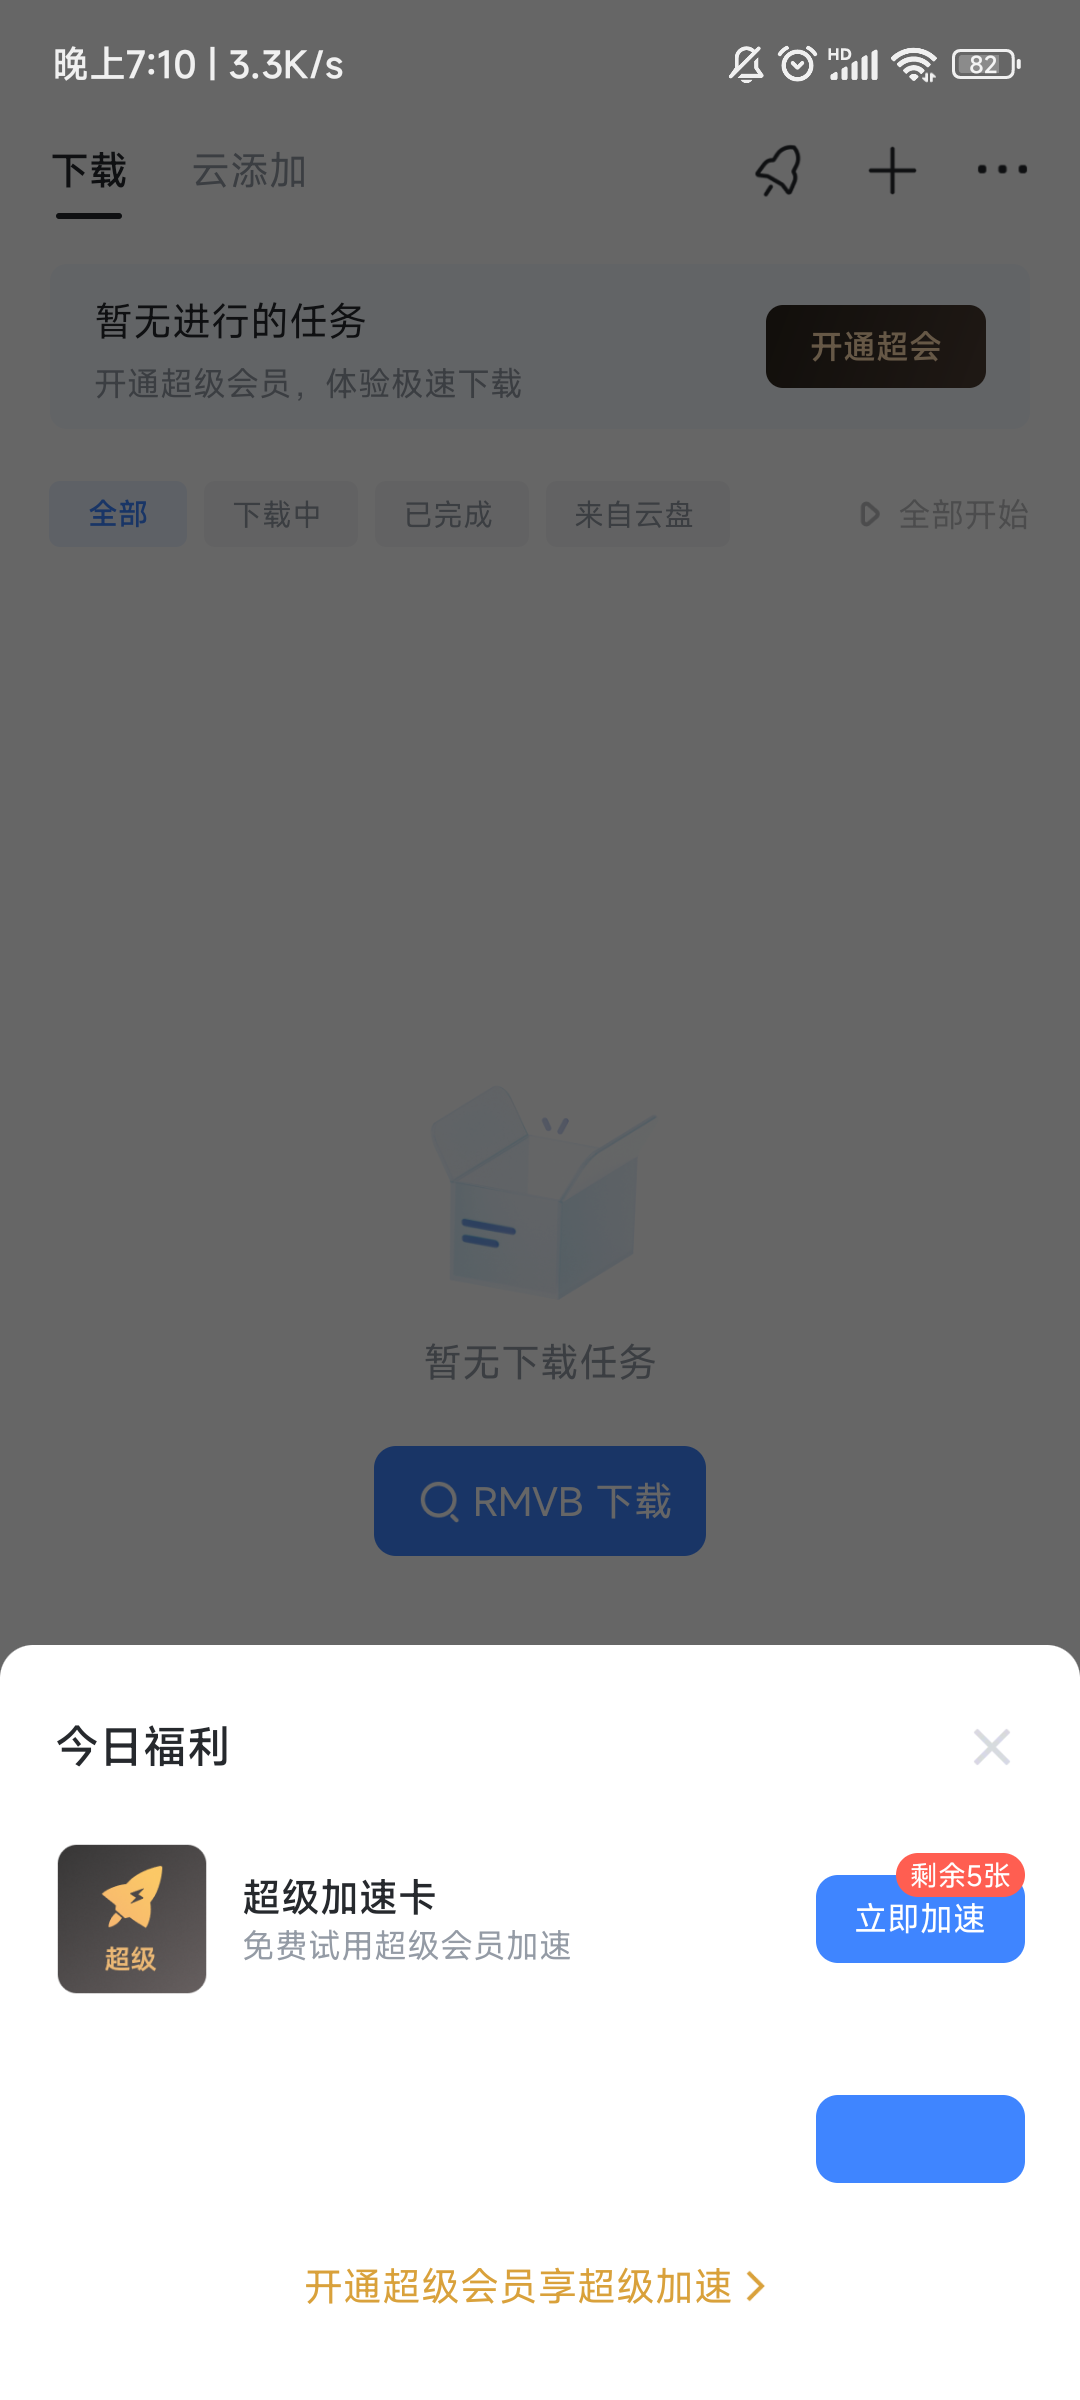 晚上7:10 | 3.3K/s
HD
82
下载
云添加
暂无进行的任务
开通超级会员，体验极速下载
开通超会
全部
下载中
已完成
来自云盘
全部开始
暂无下载任务
RMVB 下载
今日福利
超级
超级加速卡
免费试用超级会员加速
剩余5张
立即加速
开通超级会员享超级加速